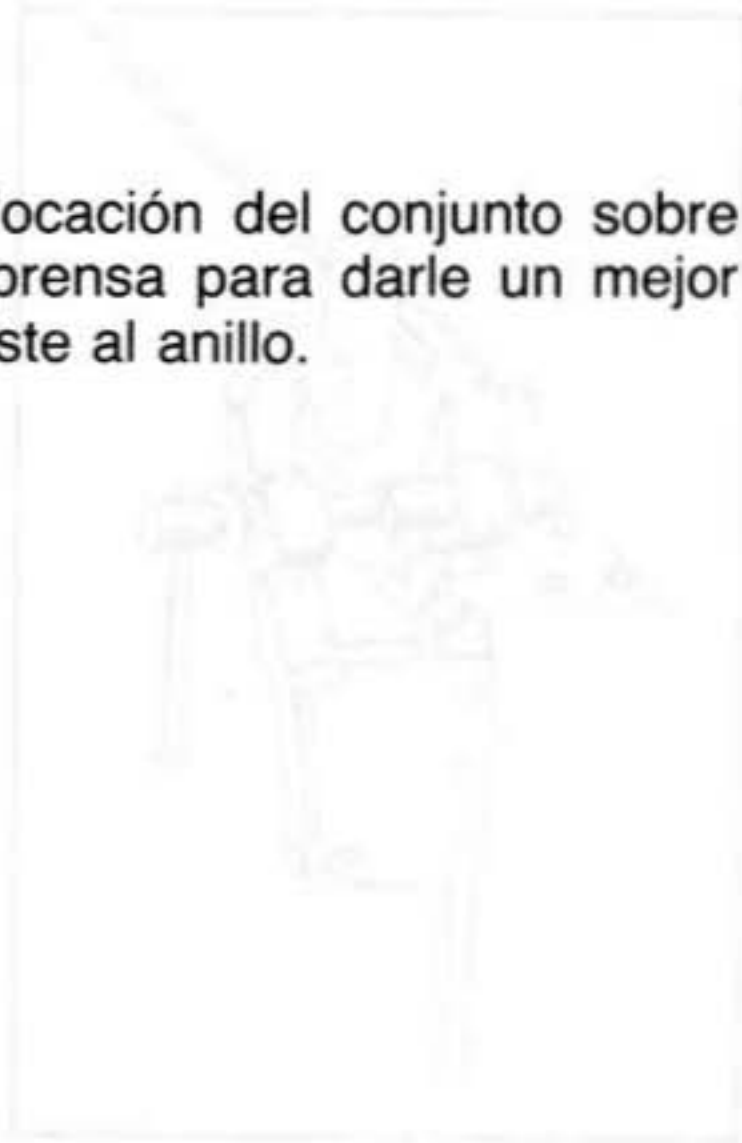 ocación del conjunto sobre
prensa para darle un mejor
ste al anillo.